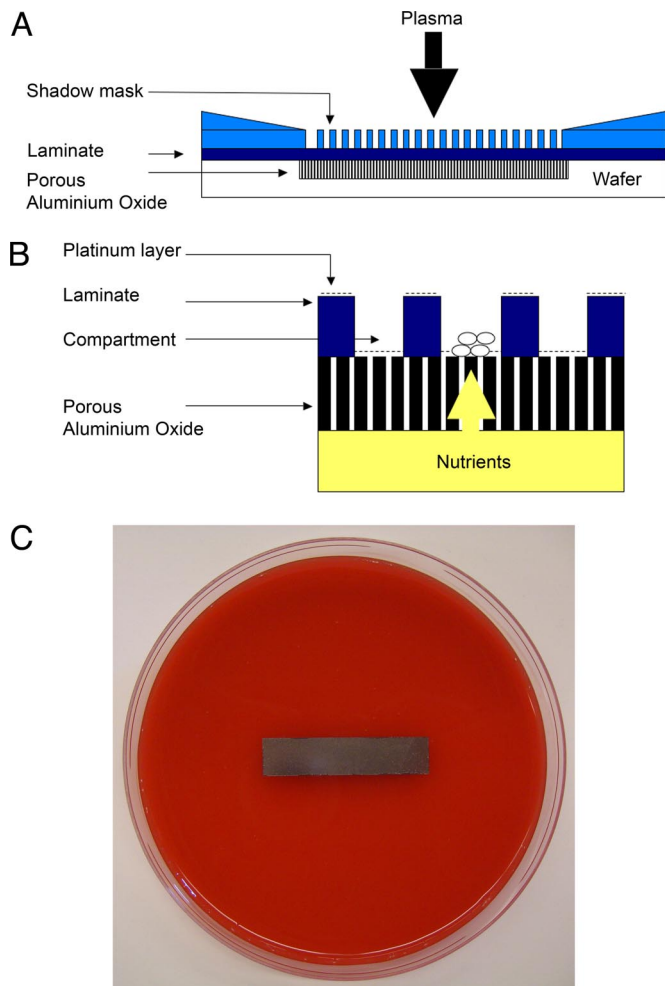 A
Plasma
Shadow mask
Laminate
Porous
Aluminium Oxide
Wafer
B
Platinum layer
Laminate
Compartment
Porous
Aluminium Oxide
Nutrients
C